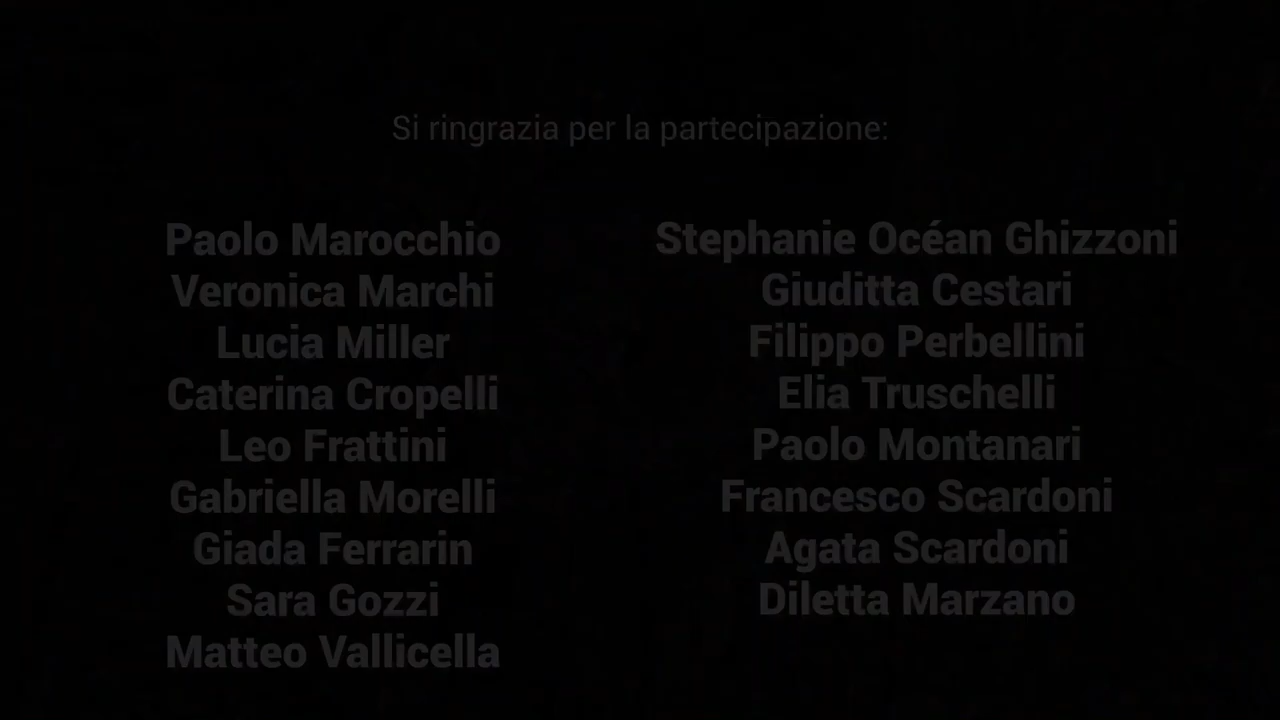 Si ringrazia per la partecipazione:
Paolo Marocchio
Veronica Marchi
Lucia Miller
Caterina Cropelli
Leo Frattini
Gabriella Morelli
Giada Ferrarin
Sara Gozzi
Matteo Vallicella
Stephanie Océan Ghizzoni
Giuditta Cestari
Filippo Perbellini
Elia Truschelli
Paolo Montanari
Francesco Scardoni
Agata Scardoni
Diletta Marzano